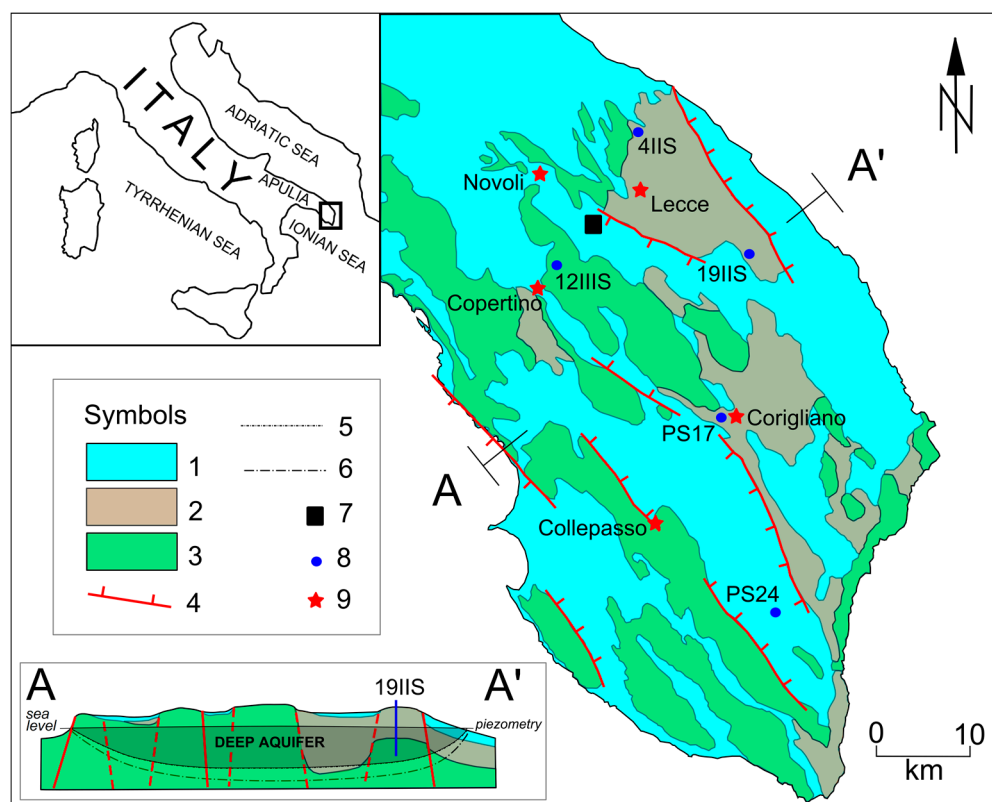 ITALY
ADRIATIC SEA
APULIA
TYRRHENIAN SEA
IONIAN SEA
N
4IIS
A'
Novoli
Lecce
12IIIS
19IIS
Copertino
PS17
Corigliano
A
Collepasso
PS24
0 10
km
Symbols
1
2
3
4
5
6
7
8
9
A
19IIS
A'
sea
level
piezometry
DEEP AQUIFER